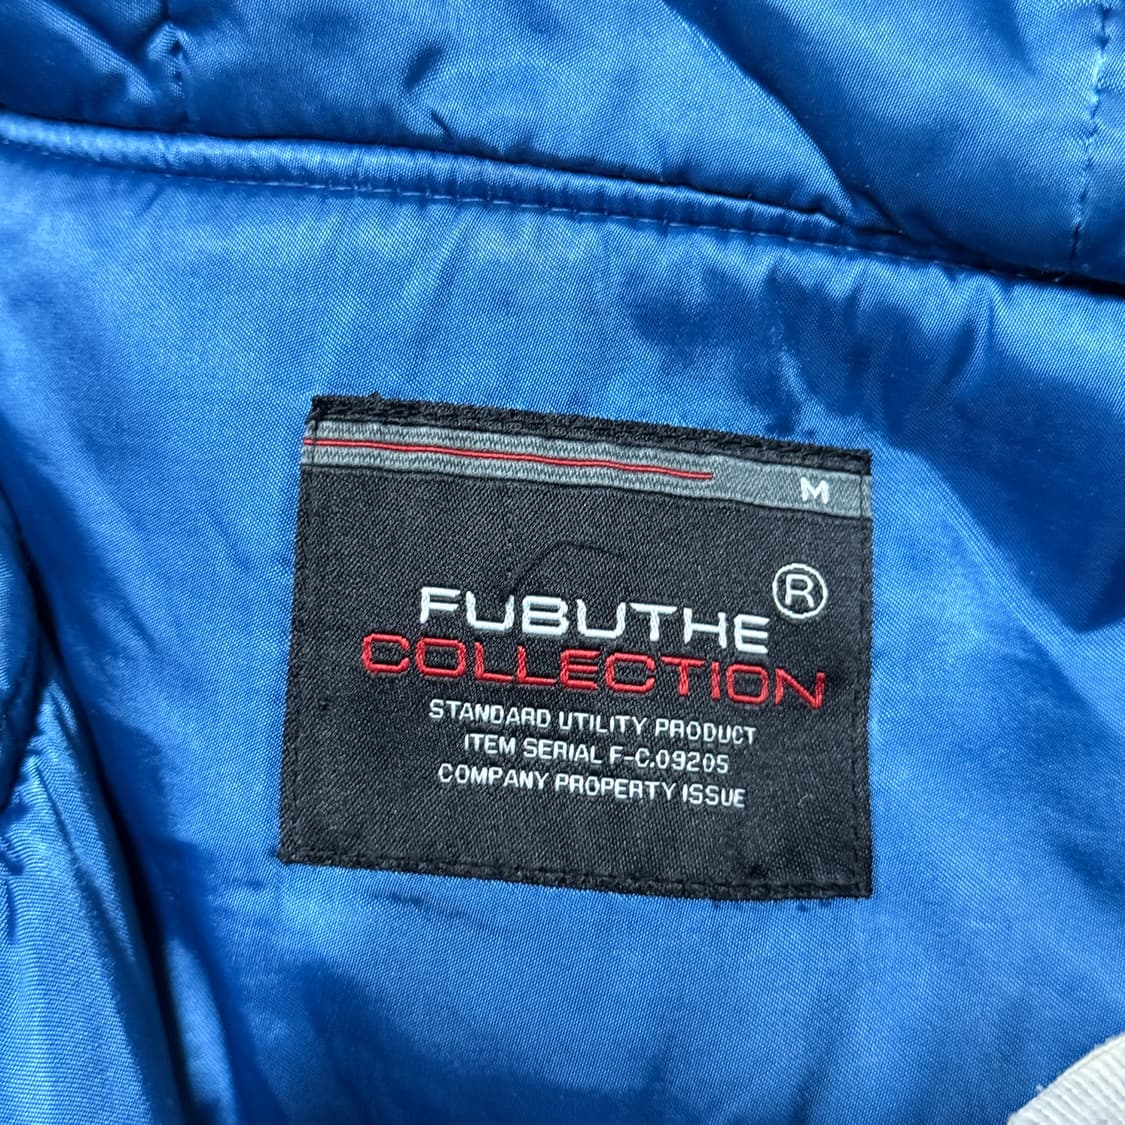 M
FUBUTHE ®
COLLECTION
STANDARD UTILITY PRODUCT
ITEM SERIAL F-C.09205
COMPANY PROPERTY ISSUE